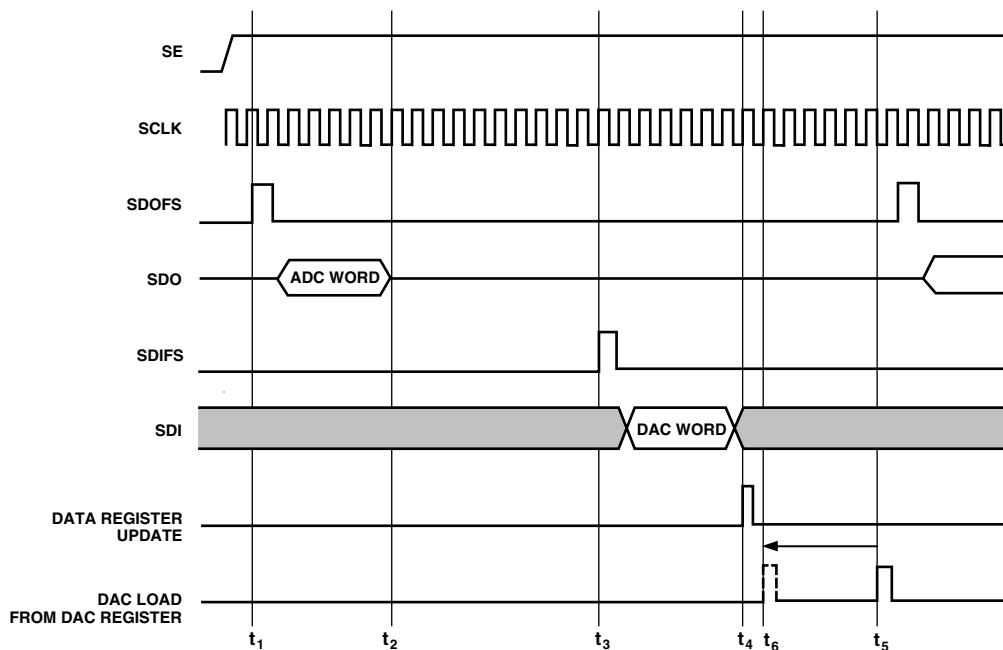 SE
SCLK
SDOFS
SDO
ADC WORD
SDIFS
SDI
DAC WORD
DATA REGISTER
UPDATE
DAC LOAD
FROM DAC REGISTER
t1 t2 t3 t4 t6 t5